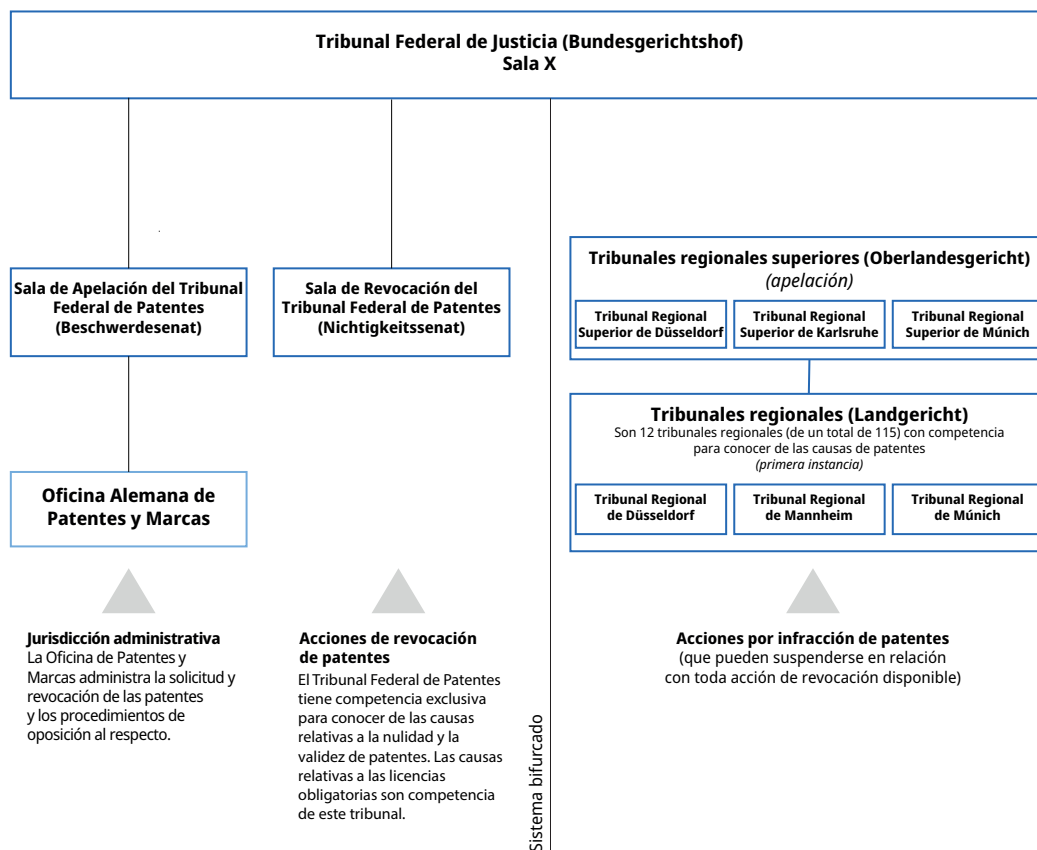 Tribunal Federal de Justicia (Bundesgerichtshof)
Sala X
Sala de Apelación del Tribunal
Federal de Patentes
(Beschwerdesenat)
Sala de Revocación del
Tribunal Federal de Patentes
(Nichtigkeitssenat)
Tribunales regionales superiores (Oberlandesgericht)
(apelación)
Tribunal Regional
Superior de Düsseldorf
Tribunal Regional
Superior de Karlsruhe
Tribunal Regional
Superior de Múnich
Tribunales regionales (Landgericht)
Son 12 tribunales regionales (de un total de 115) con competencia
para conocer de las causas de patentes
(primera instancia)
Tribunal Regional
de Düsseldorf
Tribunal Regional
de Mannheim
Tribunal Regional
de Múnich
Oficina Alemana de
Patentes y Marcas
Jurisdicción administrativa
La Oficina de Patentes y
Marcas administra la solicitud y
revocación de las patentes
y los procedimientos de
oposición al respecto.
Acciones de revocación
de patentes
El Tribunal Federal de Patentes
tiene competencia exclusiva
para conocer de las causas
relativas a la nulidad y la
validez de patentes. Las causas
relativas a las licencias
obligatorias son competencia
de este tribunal.
Sistema bifurcado
Acciones por infracción de patentes
(que pueden suspenderse en relación
con toda acción de revocación disponible)